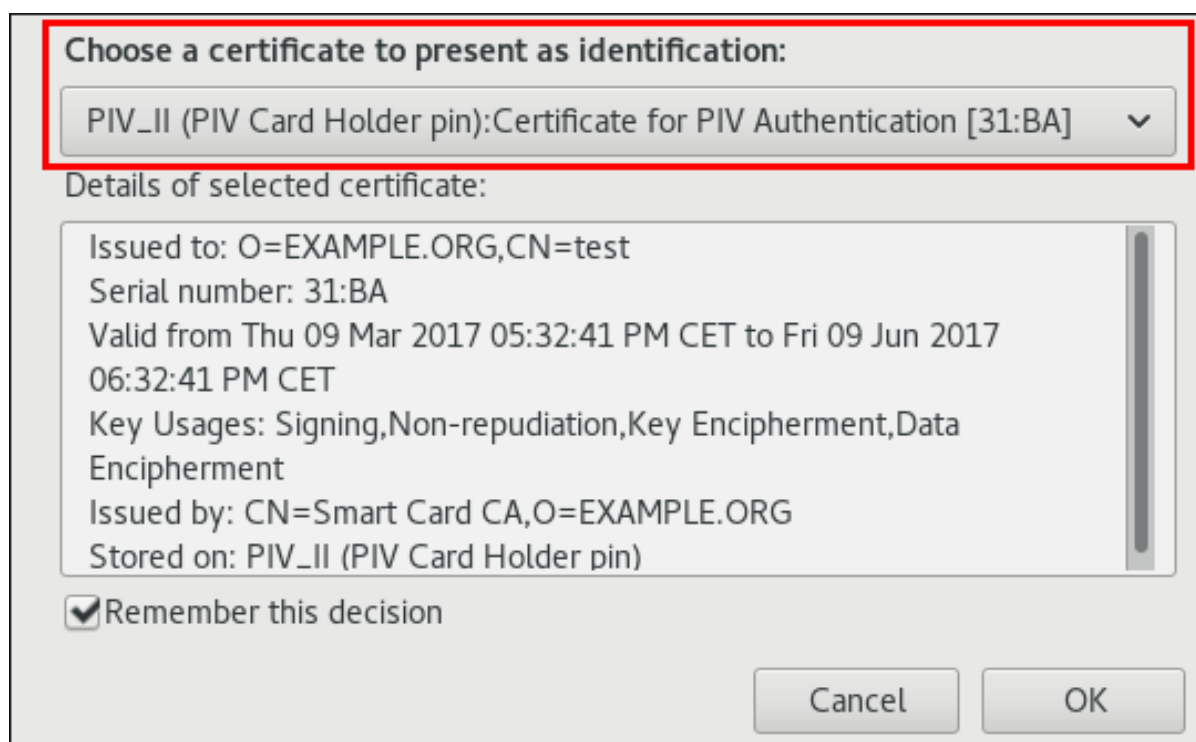 Choose a certificate to present as identification:
PIV_II (PIV Card Holder pin):Certificate for PIV Authentication [31:BA]
Details of selected certificate:
Issued to: O=EXAMPLE.ORG,CN=test
Serial number: 31:BA
Valid from Thu 09 Mar 2017 05:32:41 PM CET to Fri 09 Jun 2017
06:32:41 PM CET
Key Usages: Signing,Non-repudiation,Key Encipherment,Data
Encipherment
Issued by: CN=Smart Card CA,O=EXAMPLE.ORG
Stored on: PIV_II (PIV Card Holder pin)
Remember this decision
Cancel OK